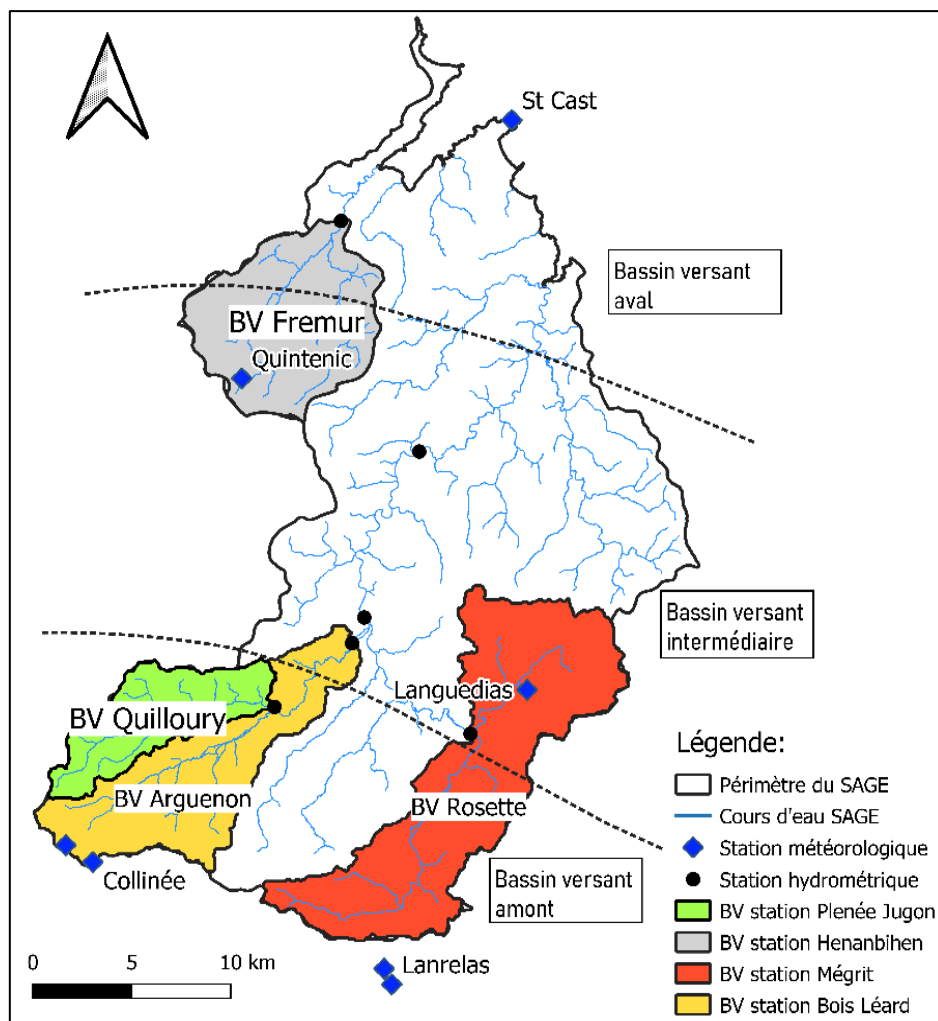 St Cast
Bassin versant
aval
BV Fremur
Quintenic
Bassin versant
intermédiaire
Languedias
BV Quilloury
Légende:
BV Arguenon
BV Rosette
Périmètre du SAGE
Cours d'eau SAGE
Station météorologique
Collinée
Station hydrométrique
Bassin versant
amont
BV station Plenée Jugon
BV station Henanbihen
Lanrelas
0 5 10 km
BV station Mégrit
BV station Bois Léard